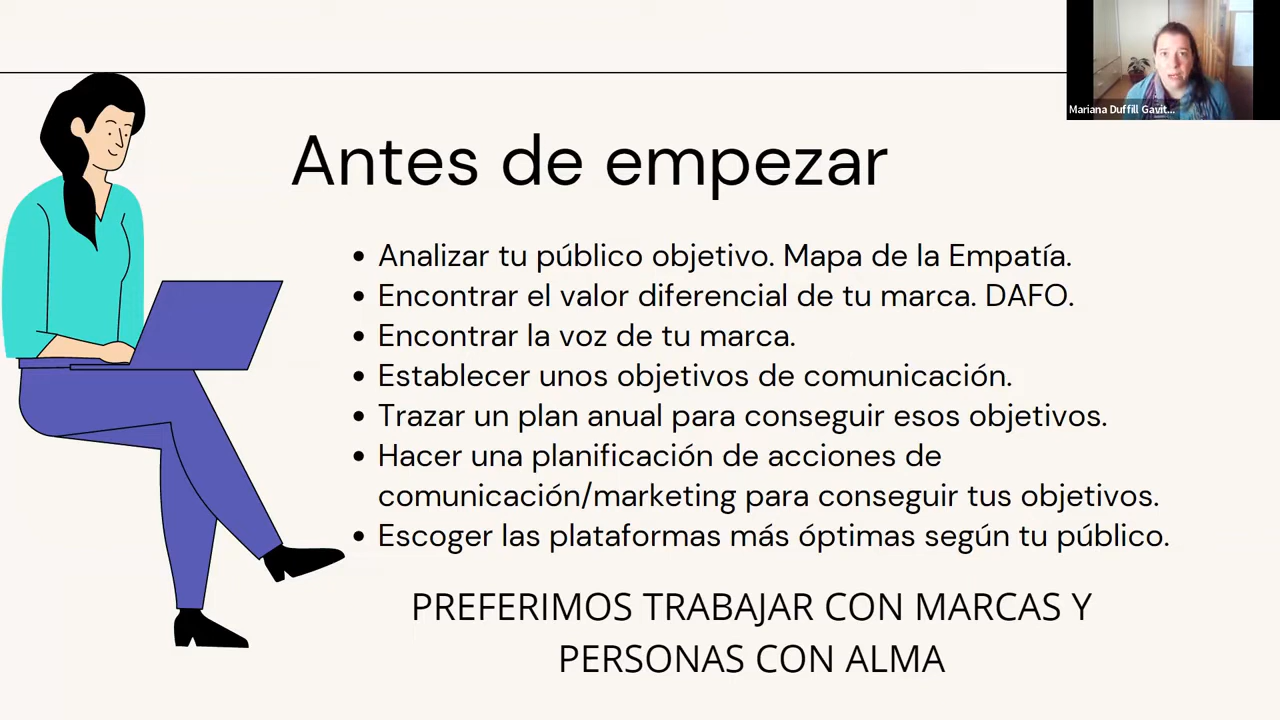 Mariana Duffill Gavit...
Antes de empezar
• Analizar tu público objetivo. Mapa de la Empatía.
• Encontrar el valor diferencial de tu marca. DAFO.
• Encontrar la voz de tu marca.
• Establecer unos objetivos de comunicación.
• Trazar un plan anual para conseguir esos objetivos.
• Hacer una planificación de acciones de
comunicación/marketing para conseguir tus objetivos.
• Escoger las plataformas más óptimas según tu público.
PREFERIMOS TRABAJAR CON MARCAS Y
PERSONAS CON ALMA